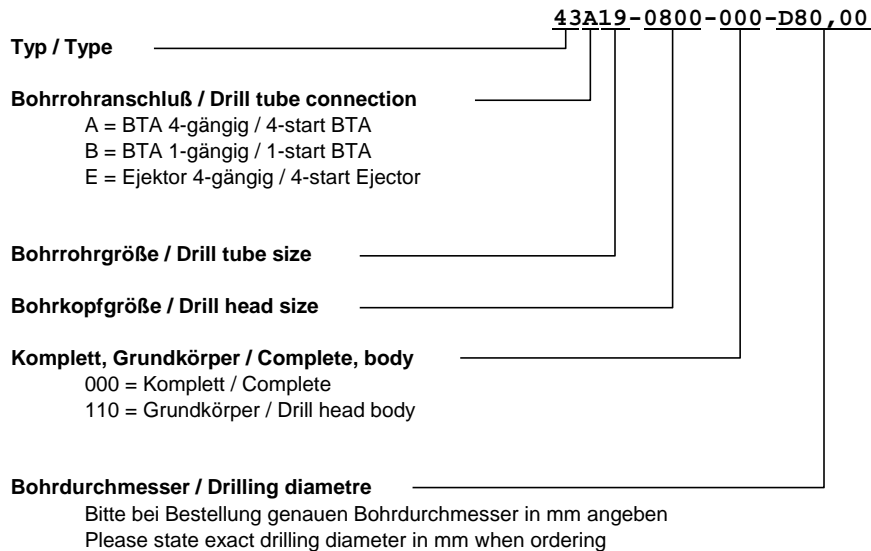 43A19-0800-000-D80,00
Typ / Type
Bohrrohranschluß / Drill tube connection
A = BTA 4-gängig / 4-start BTA
B = BTA 1-gängig / 1-start BTA
E = Ejektor 4-gängig / 4-start Ejector
Bohrrohrgröße / Drill tube size
Bohrkopfgröße / Drill head size
Komplett, Grundkörper / Complete, body
000 = Komplett / Complete
110 = Grundkörper / Drill head body
Bohrdurchmesser / Drilling diametre
Bitte bei Bestellung genauen Bohrdurchmesser in mm angeben
Please state exact drilling diameter in mm when ordering